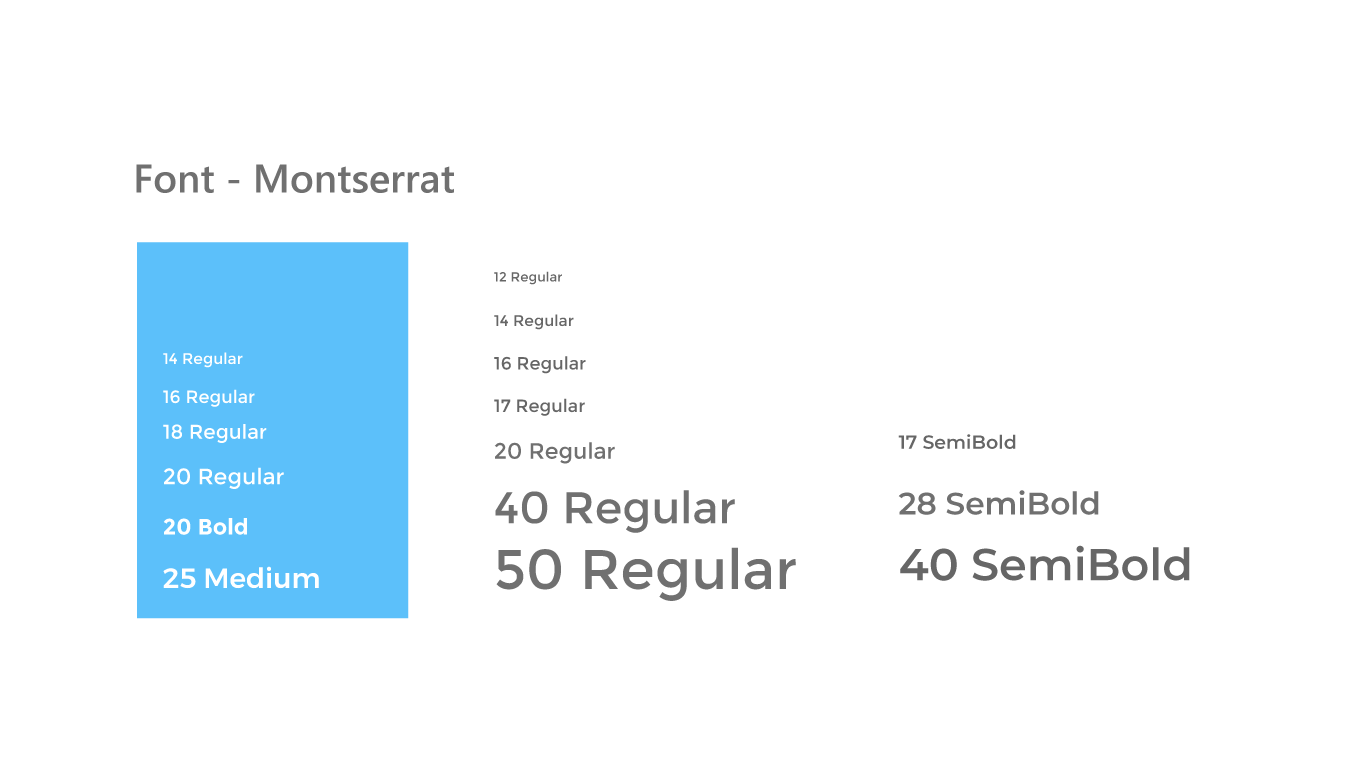 Font - Montserrat
14 Regular
16 Regular
18 Regular
20 Regular
20 Bold
25 Medium
12 Regular
14 Regular
16 Regular
17 Regular
20 Regular
40 Regular
50 Regular
17 SemiBold
28 SemiBold
40 SemiBold